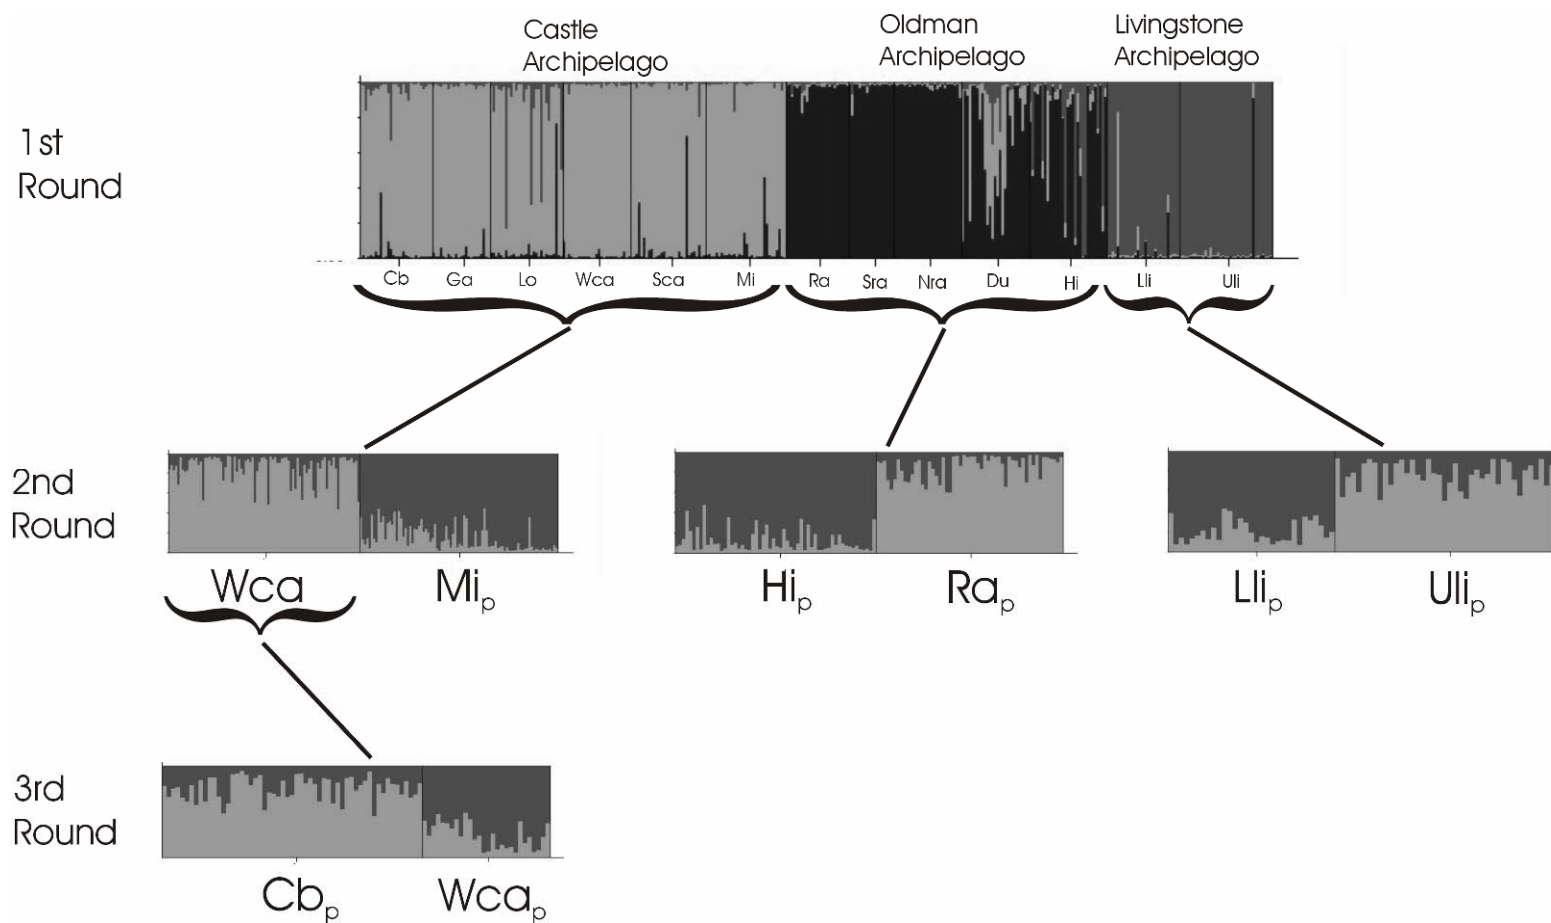 Castle
Archipelago
Oldman
Archipelago
Livingstone
Archipelago
1st
Round
Cb Ga Lo Wca Sca Mi Ra Sra Nra Du Hi Lli Uli
2nd
Round
Wca Mip Hip Rap Llip Ulip
3rd
Round
Cbp Wcap